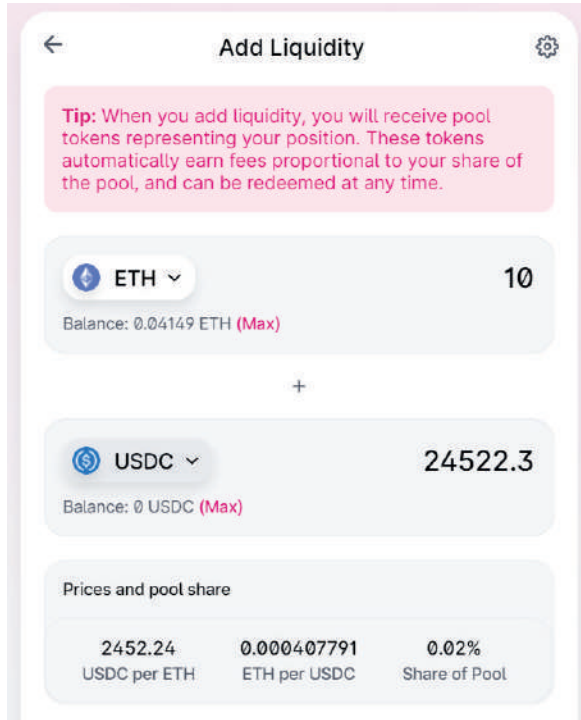 Add Liquidity
Tip: When you add liquidity, you will receive pool
tokens representing your position. These tokens
automatically earn fees proportional to your share of
the pool, and can be redeemed at any time.
ETH
10
Balance: 0.04149 ETH (Max)
+
USDC
24522.3
Balance: 0 USDC (Max)
Prices and pool share
2452.24 0.000407791 0.02%
USDC per ETH ETH per USDC Share of Pool